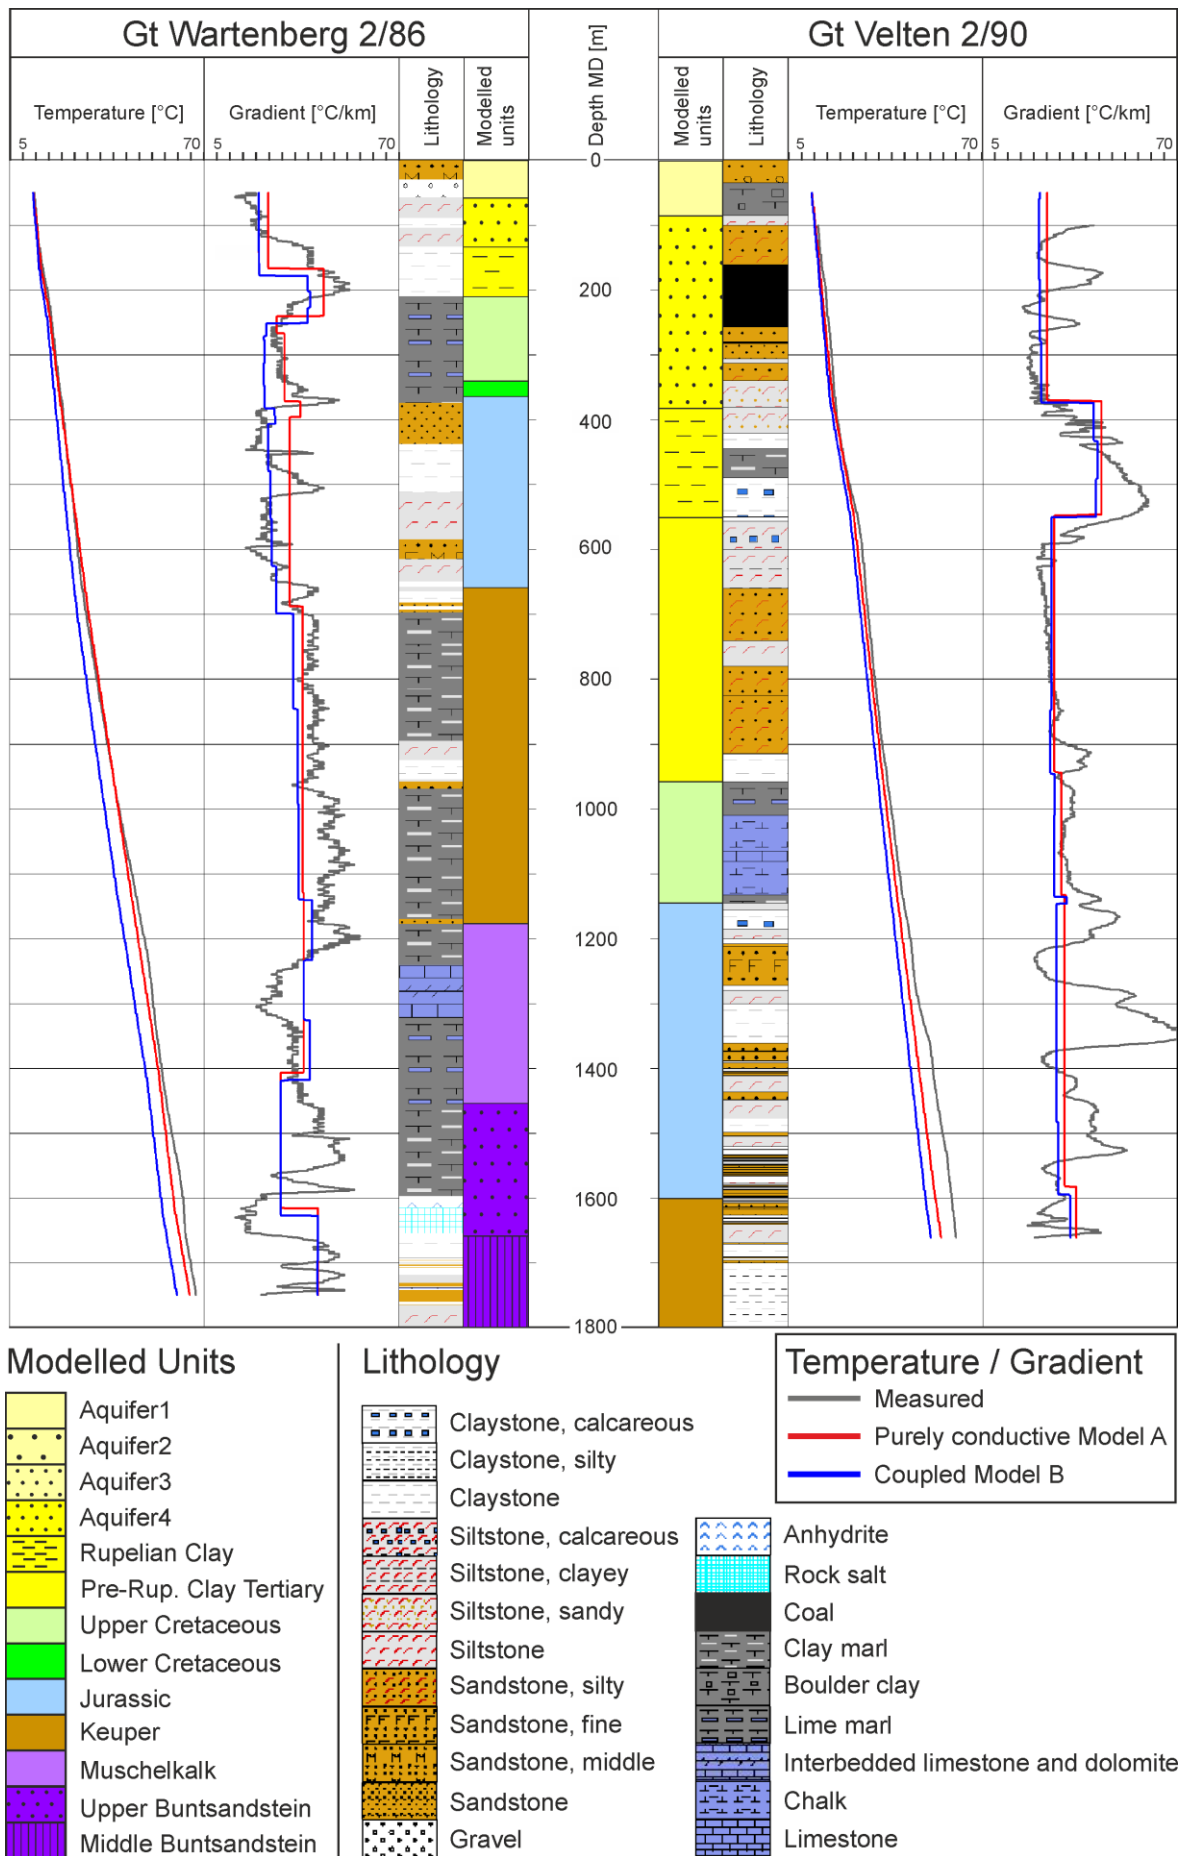 Gt Wartenberg 2/86
Depth MD [m]
Gt Velten 2/90
Temperature [°C]
Gradient [°C/km]
Lithology
Modelled units
Modelled units
Lithology
Temperature [°C]
Gradient [°C/km]
5 70 5 70 5 70 5 70
0
200
400
600
800
1000
1200
1400
1600
1800
Modelled Units
Aquifer1
Aquifer2
Aquifer3
Aquifer4
Rupelian Clay
Pre-Rup. Clay Tertiary
Upper Cretaceous
Lower Cretaceous
Jurassic
Keuper
Muschelkalk
Upper Buntsandstein
Middle Buntsandstein
Lithology
Claystone, calcareous
Claystone, silty
Claystone
Siltstone, calcareous
Siltstone, clayey
Siltstone, sandy
Siltstone
Sandstone, silty
Sandstone, fine
Sandstone, middle
Sandstone
Gravel
Anhydrite
Rock salt
Coal
Clay marl
Boulder clay
Lime marl
Interbedded limestone and dolomite
Chalk
Limestone
Temperature / Gradient
Measured
Purely conductive Model A
Coupled Model B